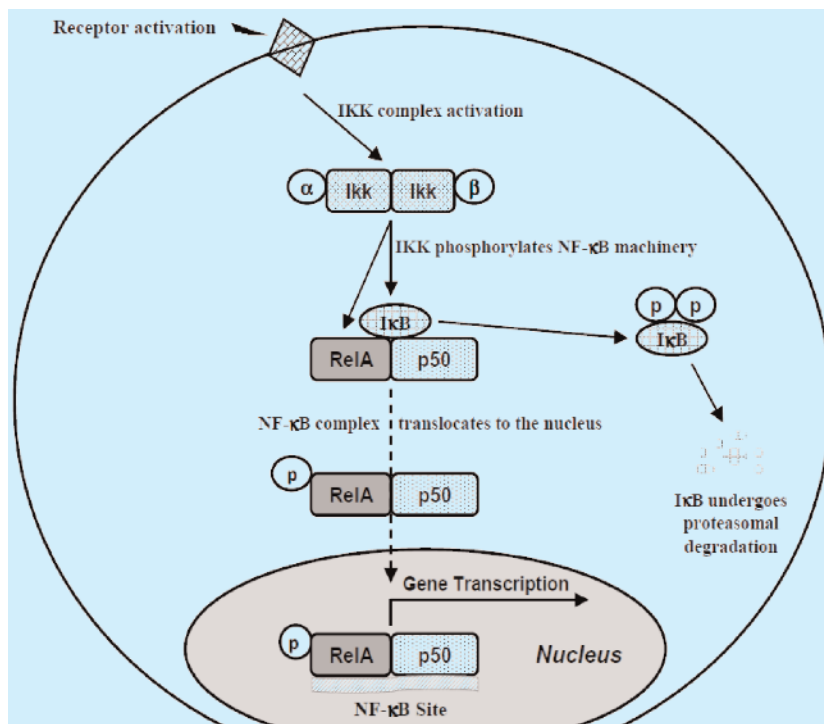 Receptor activation
IKK complex activation
α Ikk Ikk β
IKK phosphorylates NF-κB machinery
p p
IκB
IκB
RelA p50
NF-κB complex translocates to the nucleus
p
RelA p50
IκB undergoes
proteasomal
degradation
Gene Transcription
p
RelA p50
Nucleus
NF-κB Site